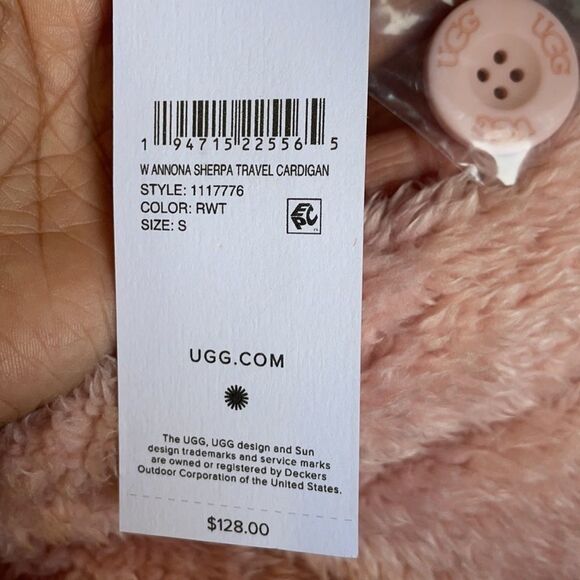 UGG UGG
1 94715 22556 5
W ANNONA SHERPA TRAVEL CARDIGAN
STYLE: 1117776
COLOR: RWT
SIZE: S
EPC
UGG.COM
The UGG, UGG design and Sun
design trademarks and service marks
are owned or registered by Deckers
Outdoor Corporation of the United States.
$128.00